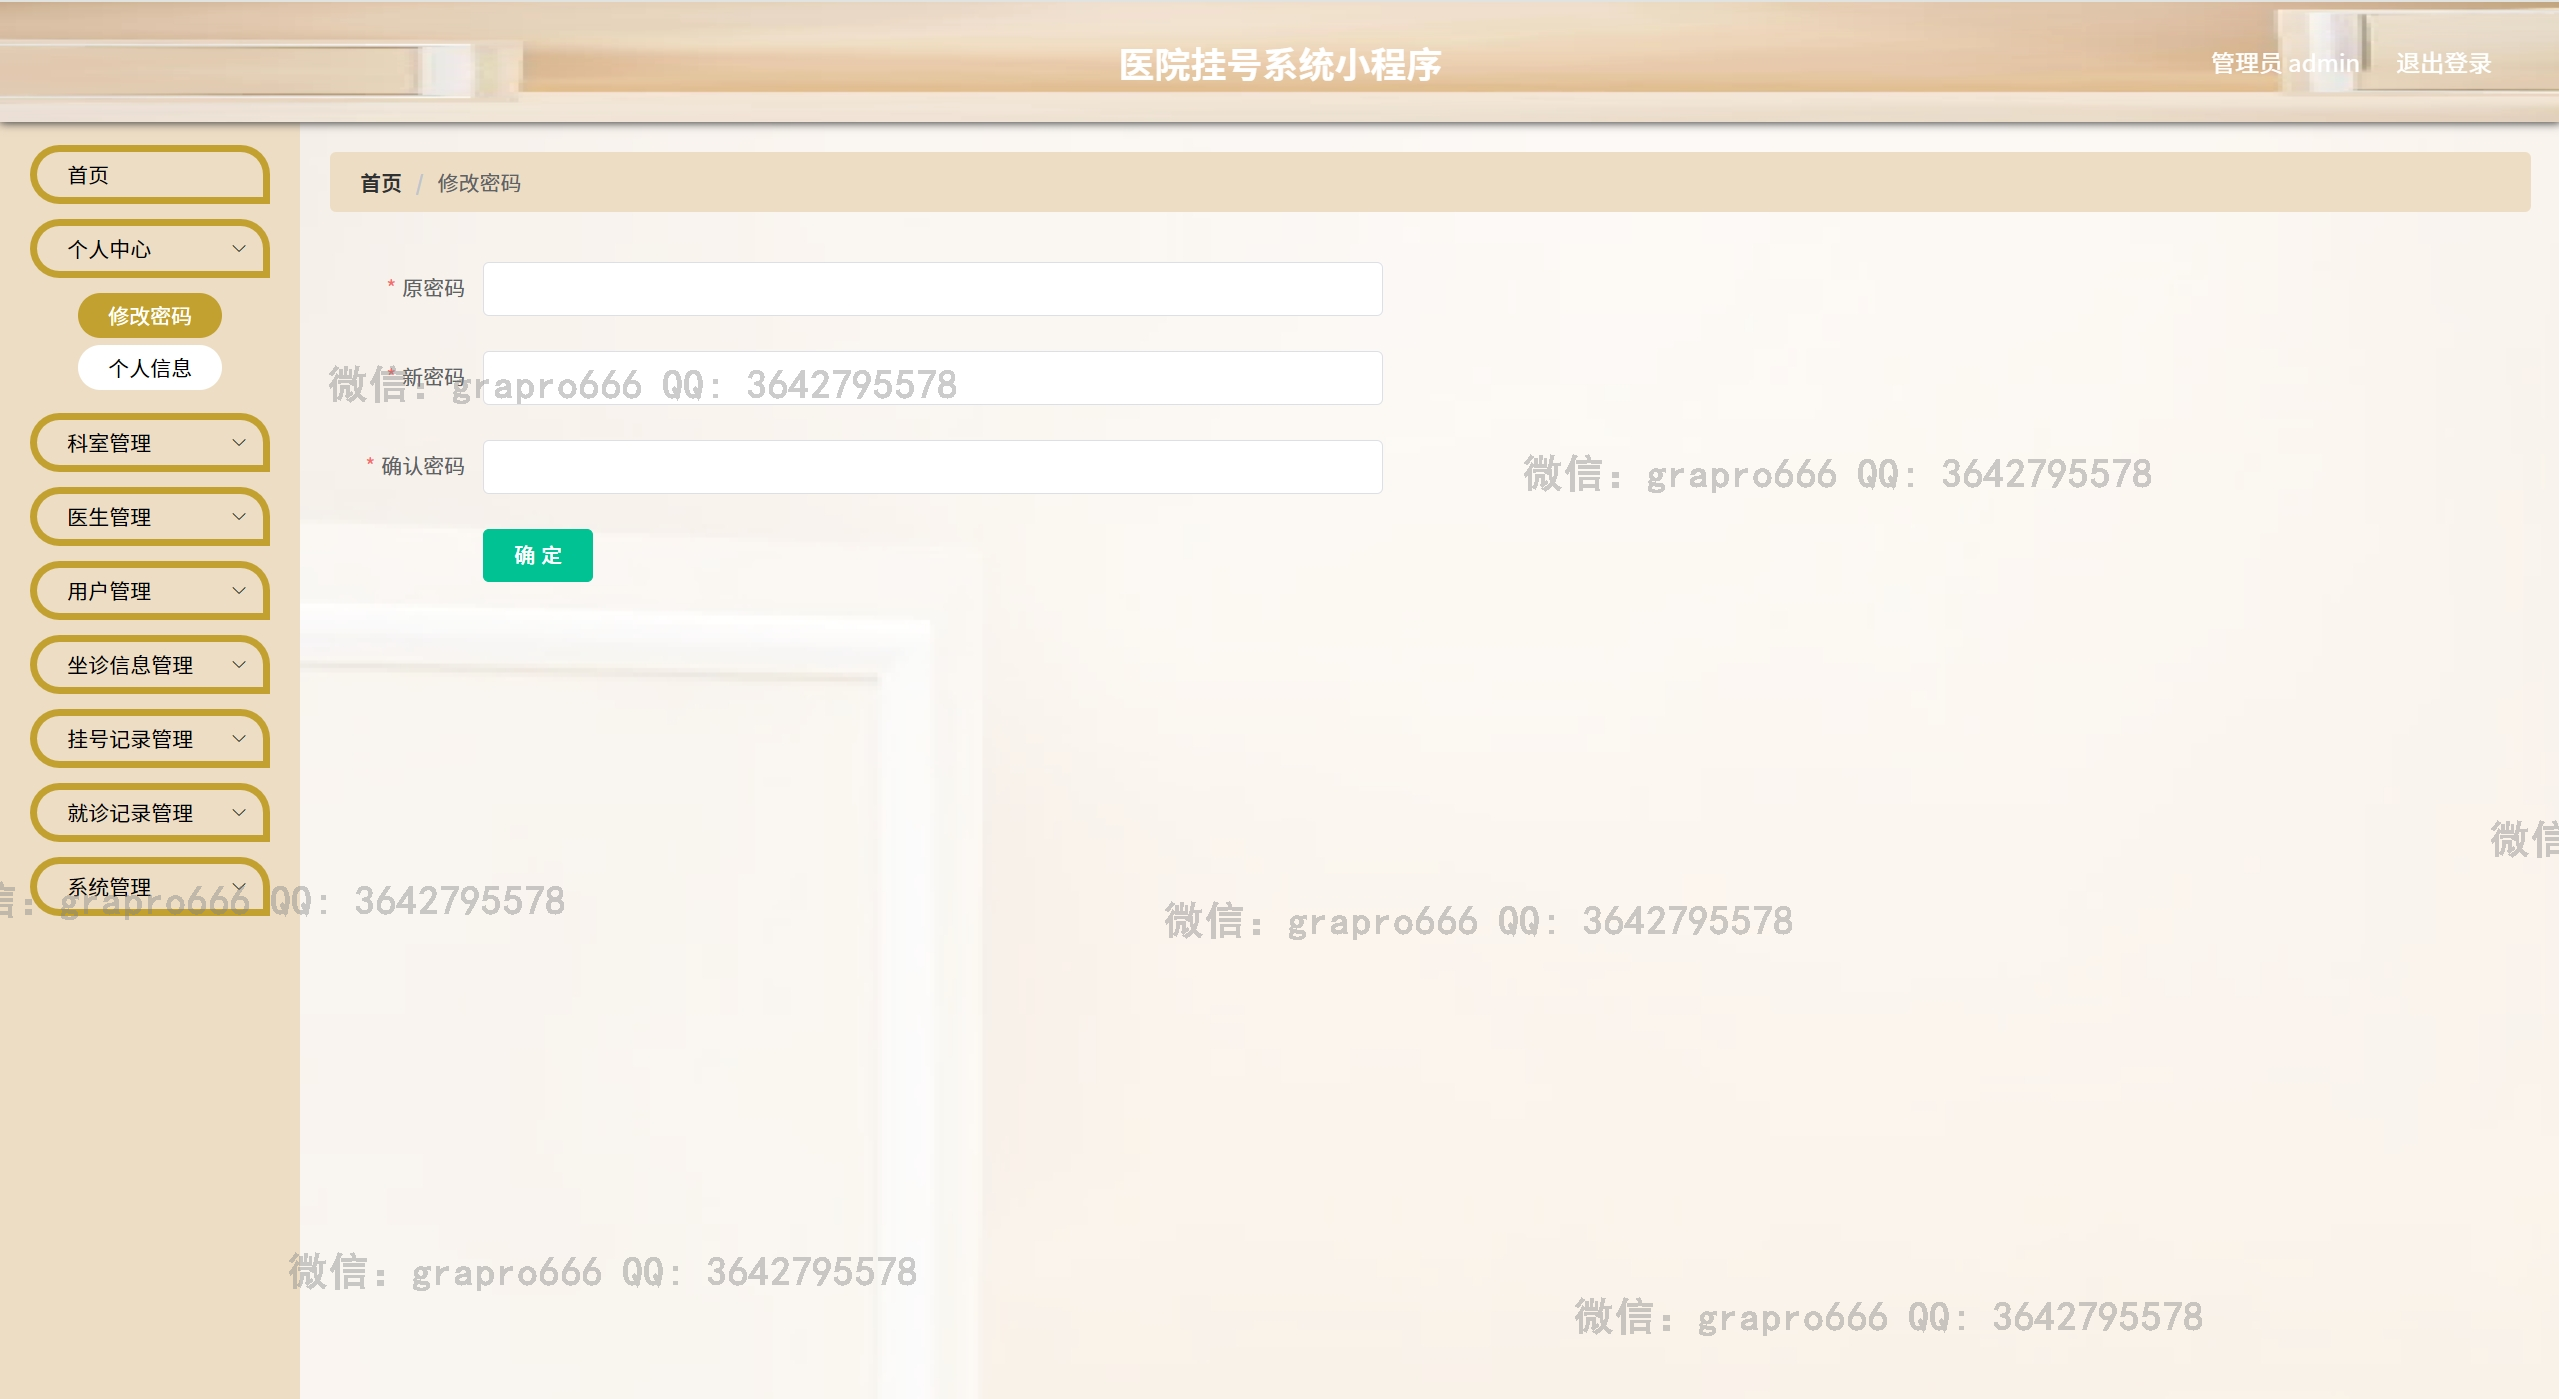 医院挂号系统小程序
管理员 admin
退出登录
首页
个人中心
修改密码
个人信息
科室管理
医生管理
用户管理
坐诊信息管理
挂号记录管理
就诊记录管理
系统管理
首页 / 修改密码
* 原密码
* 新密码
* 确认密码
确 定
微信：grapro666 QQ: 3642795578
微信：grapro666 QQ: 3642795578
微信
信：grapro666 QQ: 3642795578
微信：grapro666 QQ: 3642795578
微信：grapro666 QQ: 3642795578
微信：grapro666 QQ: 3642795578